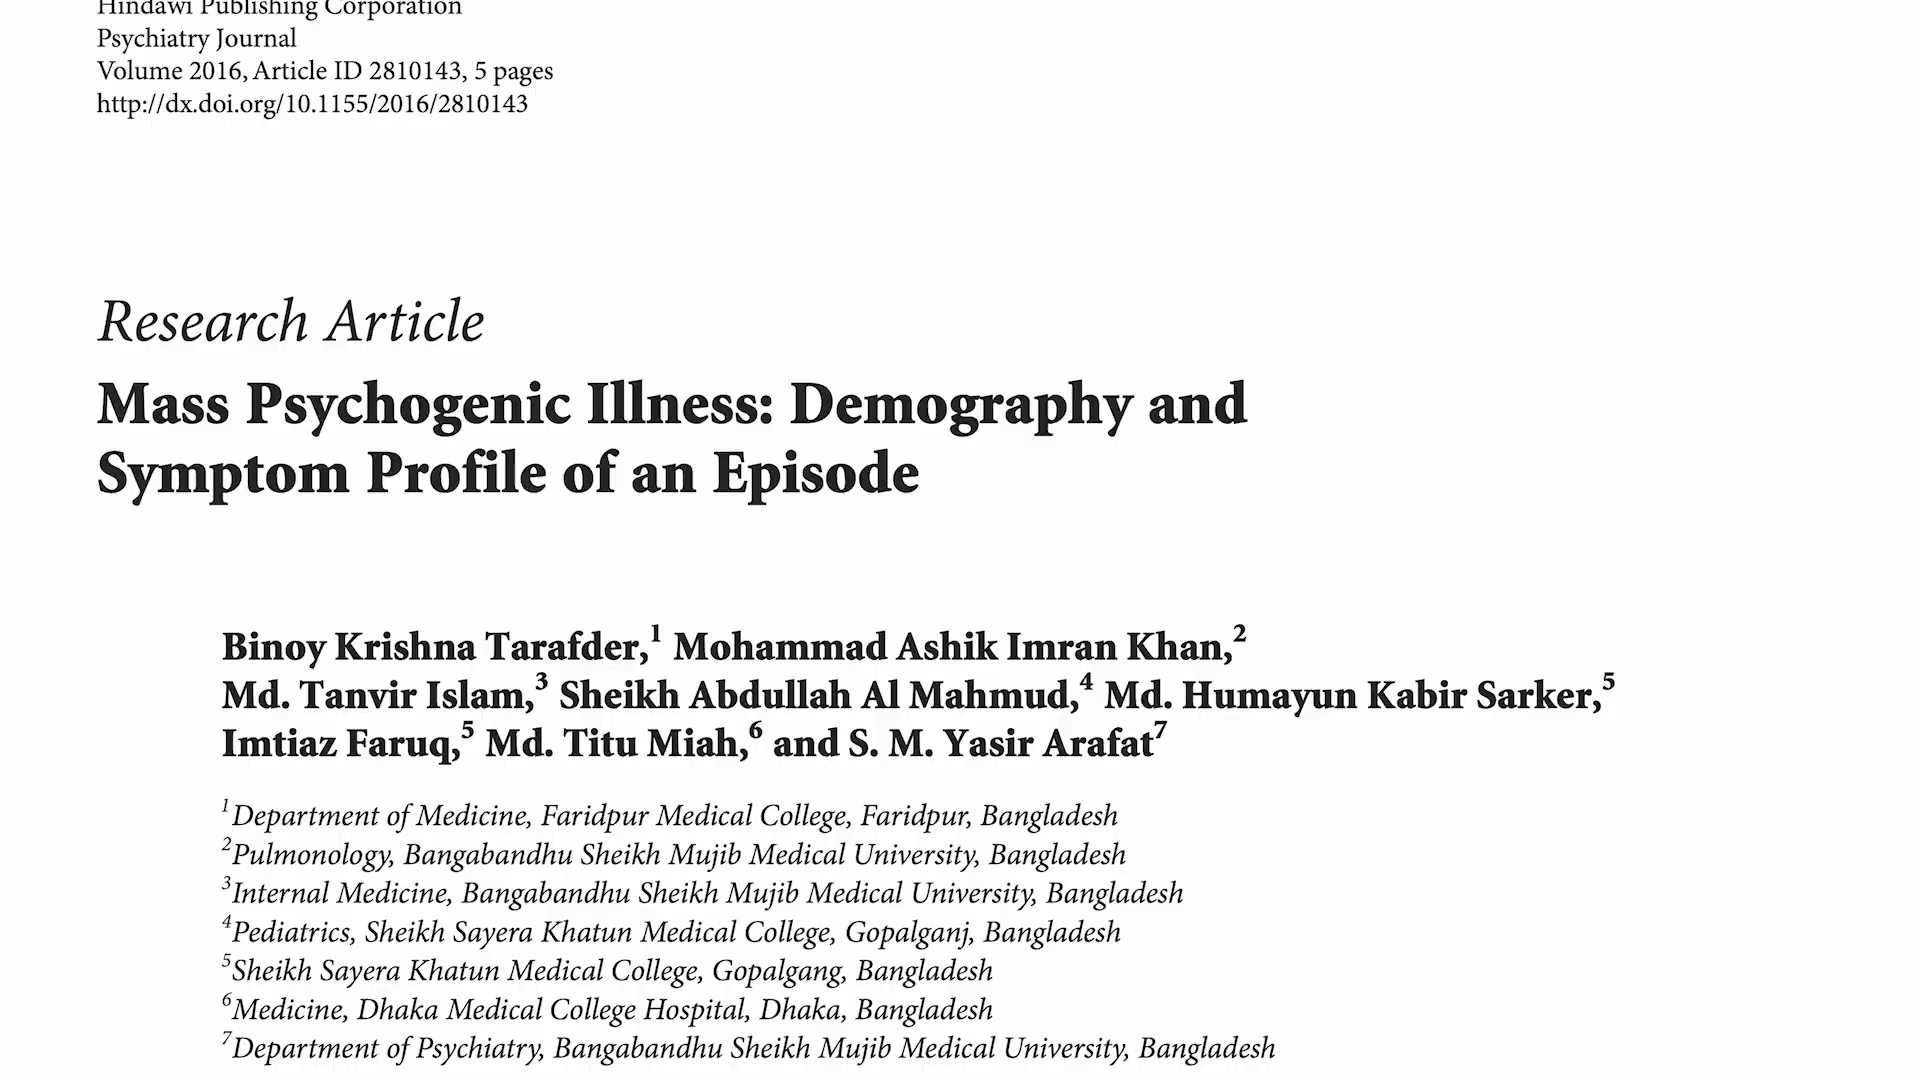 Hindawi Publishing Corporation
Psychiatry Journal
Volume 2016, Article ID 2810143, 5 pages
http://dx.doi.org/10.1155/2016/2810143
Research Article
Mass Psychogenic Illness: Demography and
Symptom Profile of an Episode
Binoy Krishna Tarafder,1 Mohammad Ashik Imran Khan,2
Md. Tanvir Islam,3 Sheikh Abdullah Al Mahmud,4 Md. Humayun Kabir Sarker,5
Imtiaz Faruq,5 Md. Titu Miah,6 and S. M. Yasir Arafat7
1Department of Medicine, Faridpur Medical College, Faridpur, Bangladesh
2Pulmonology, Bangabandhu Sheikh Mujib Medical University, Bangladesh
3Internal Medicine, Bangabandhu Sheikh Mujib Medical University, Bangladesh
4Pediatrics, Sheikh Sayera Khatun Medical College, Gopalganj, Bangladesh
5Sheikh Sayera Khatun Medical College, Gopalgang, Bangladesh
6Medicine, Dhaka Medical College Hospital, Dhaka, Bangladesh
7Department of Psychiatry, Bangabandhu Sheikh Mujib Medical University, Bangladesh